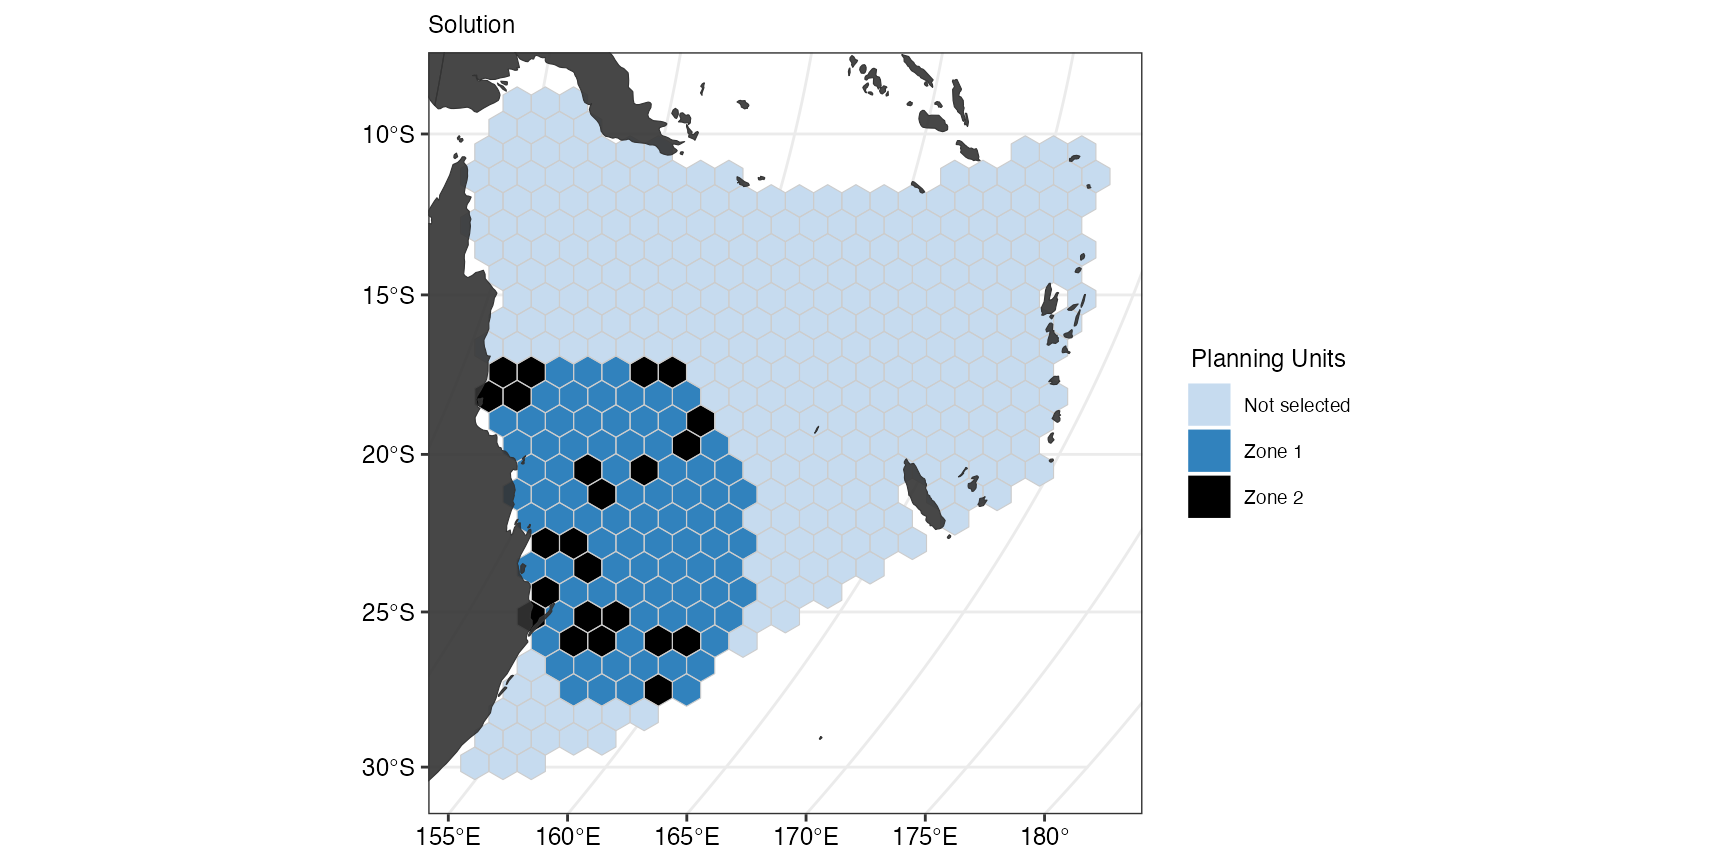 Solution
10°S
15°S
20°S
25°S
30°S
155°E 160°E 165°E 170°E 175°E 180°
Planning Units
Not selected
Zone 1
Zone 2